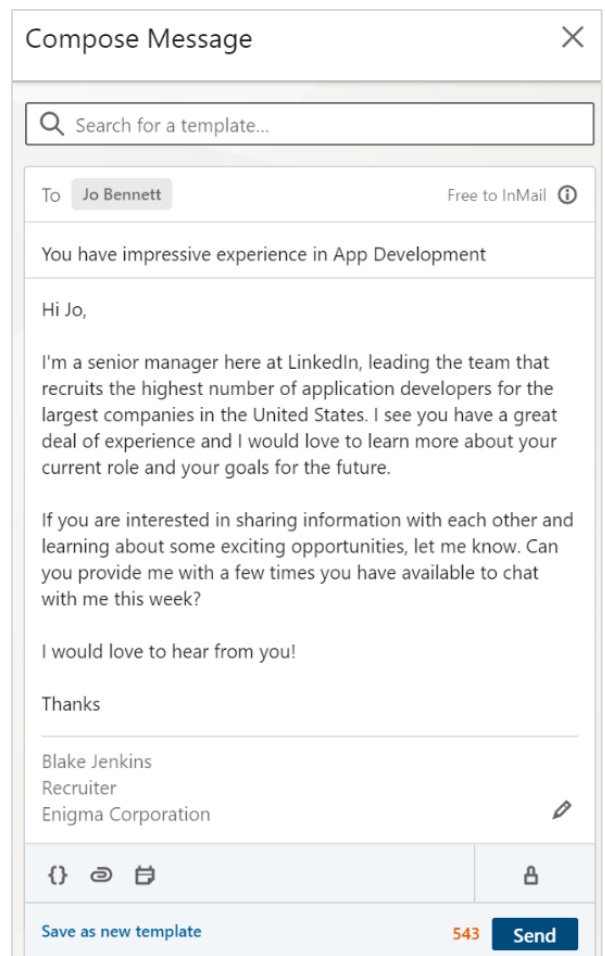 Compose Message
Search for a template...
To Jo Bennett Free to InMail
You have impressive experience in App Development
Hi Jo,
I'm a senior manager here at LinkedIn, leading the team that
recruits the highest number of application developers for the
largest companies in the United States. I see you have a great
deal of experience and I would love to learn more about your
current role and your goals for the future.
If you are interested in sharing information with each other and
learning about some exciting opportunities, let me know. Can
you provide me with a few times you have available to chat
with me this week?
I would love to hear from you!
Thanks
Blake Jenkins
Recruiter
Enigma Corporation
{}
Save as new template 543 Send